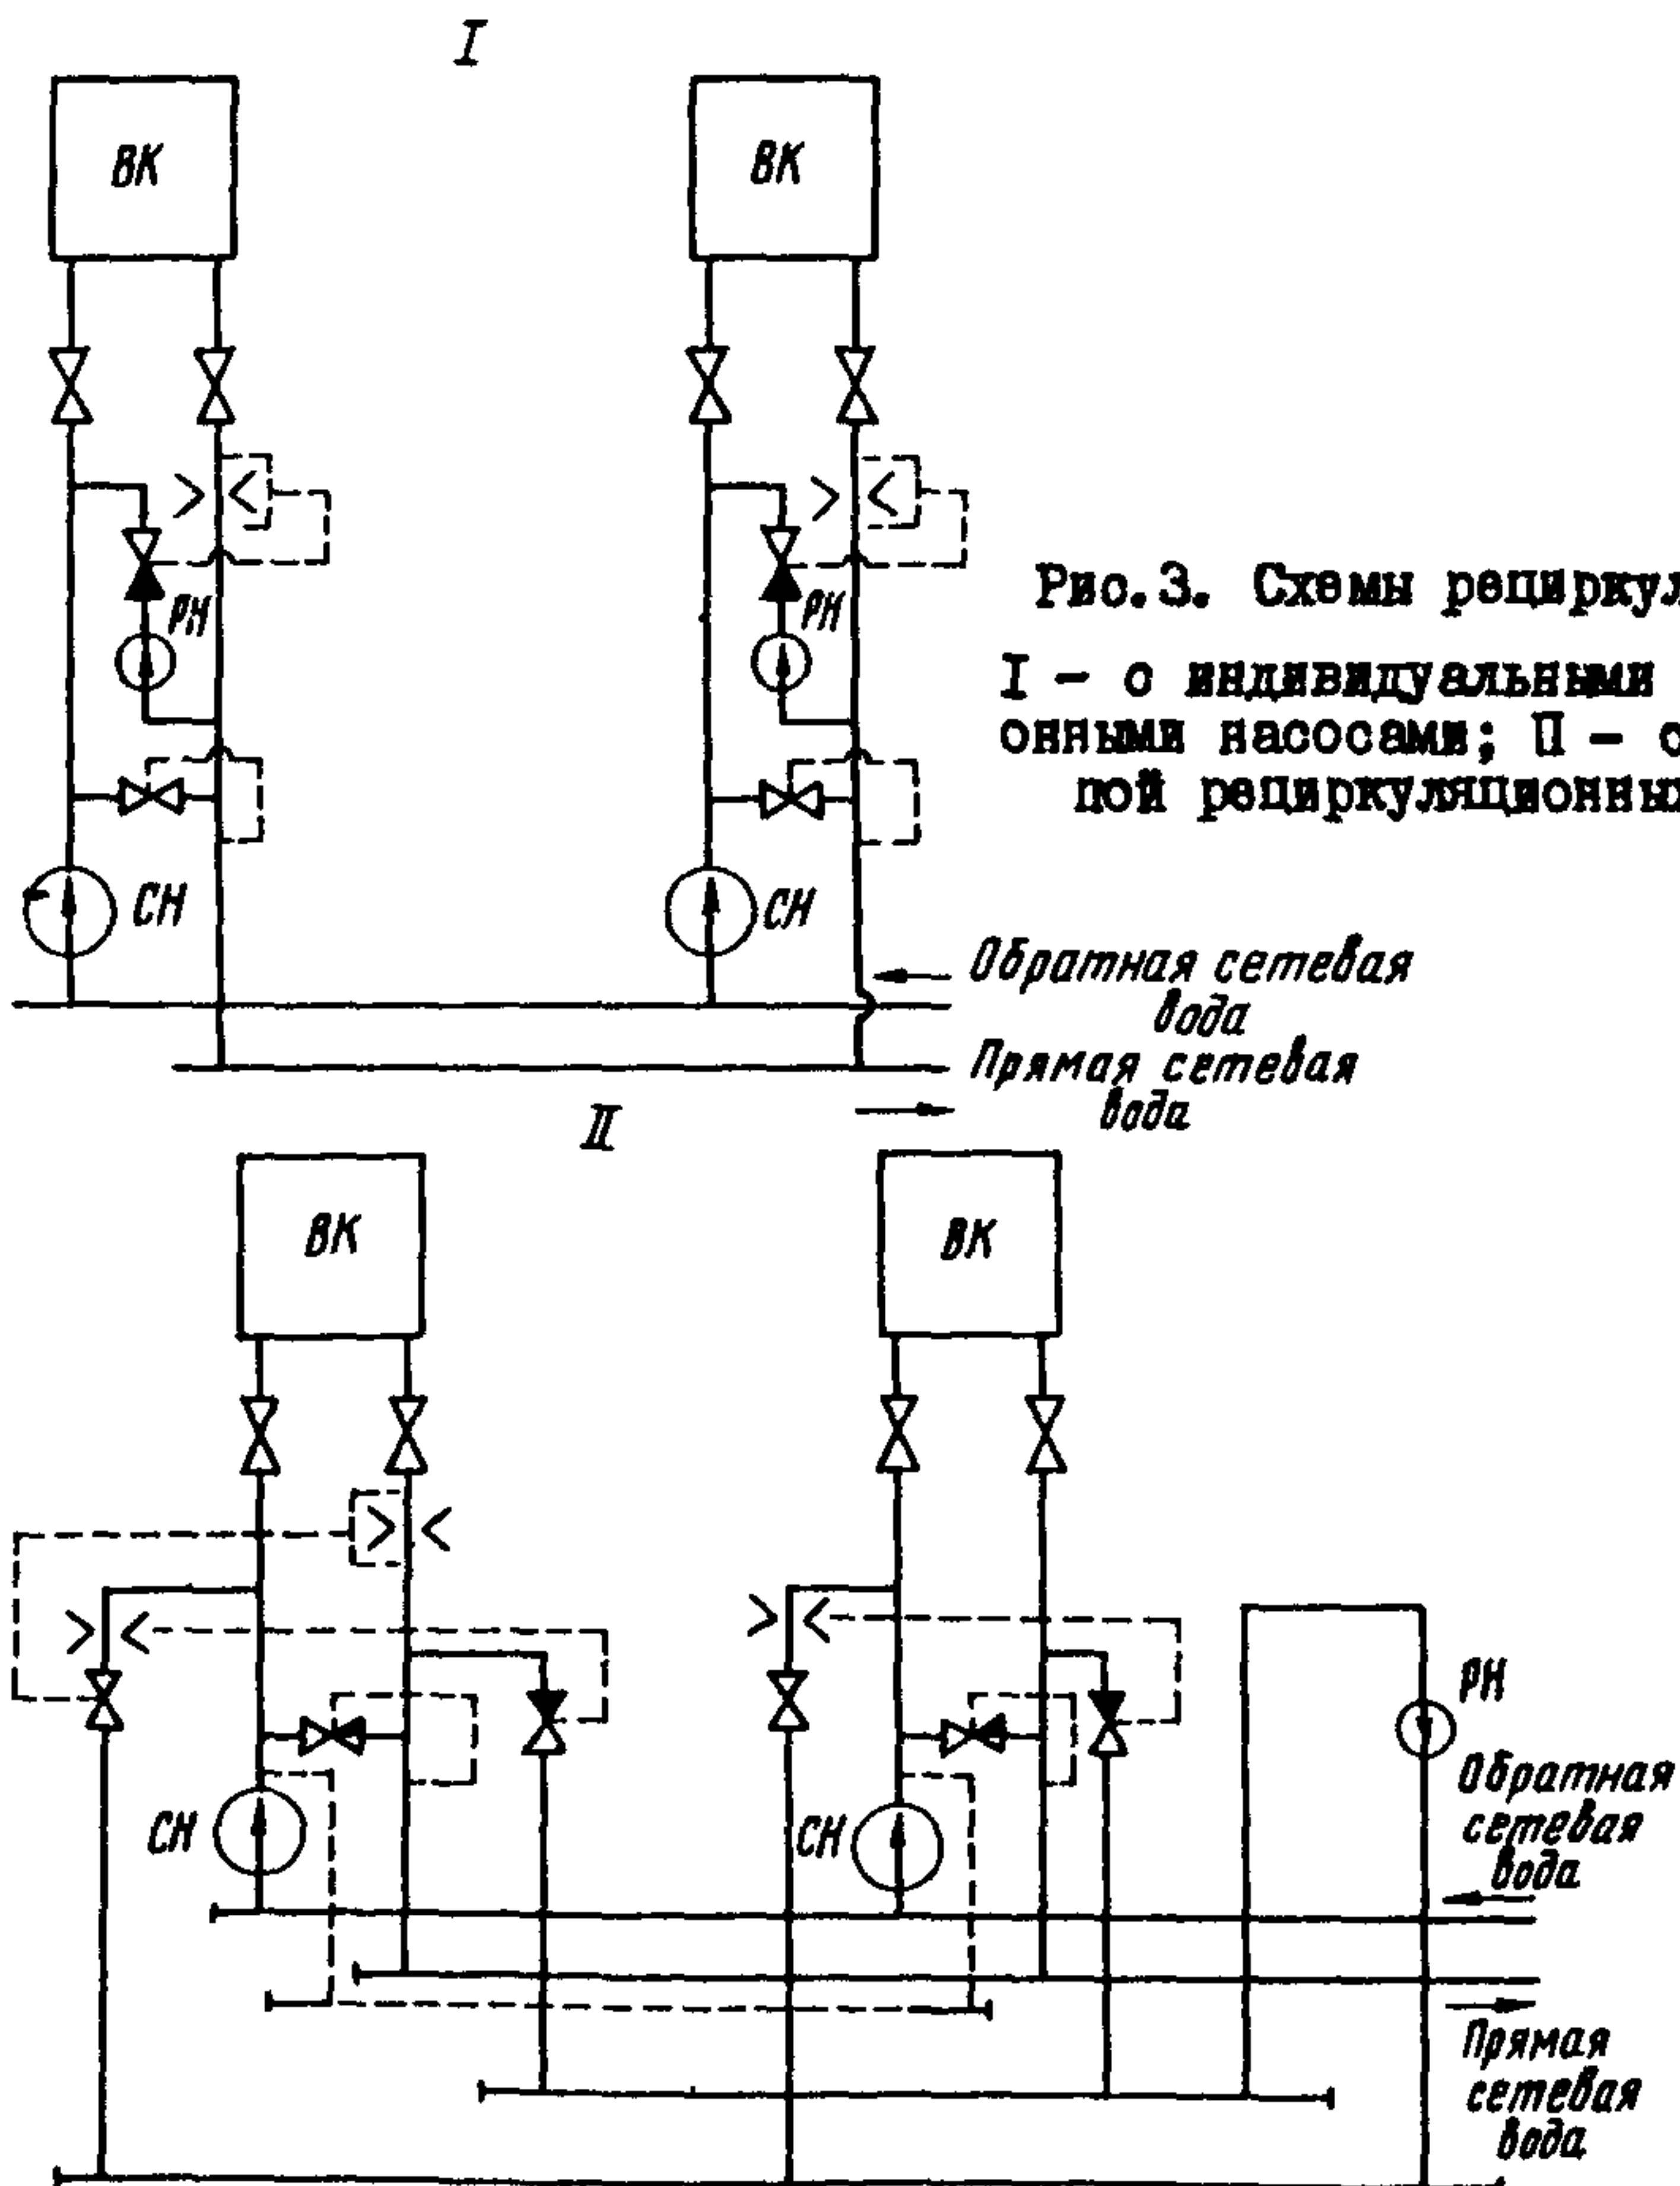 I
ВК
ВК
РН
РН
Рис.3. Схемы рециркул
I - с индивидуальными
онными насосами; II - с
пой рециркуляционных
СН
СН
Обратная сетевая
вода
Прямая сетевая
вода
II
ВК
ВК
РН
СН
СН
Обратная
сетевая
вода
Прямая
сетевая
вода